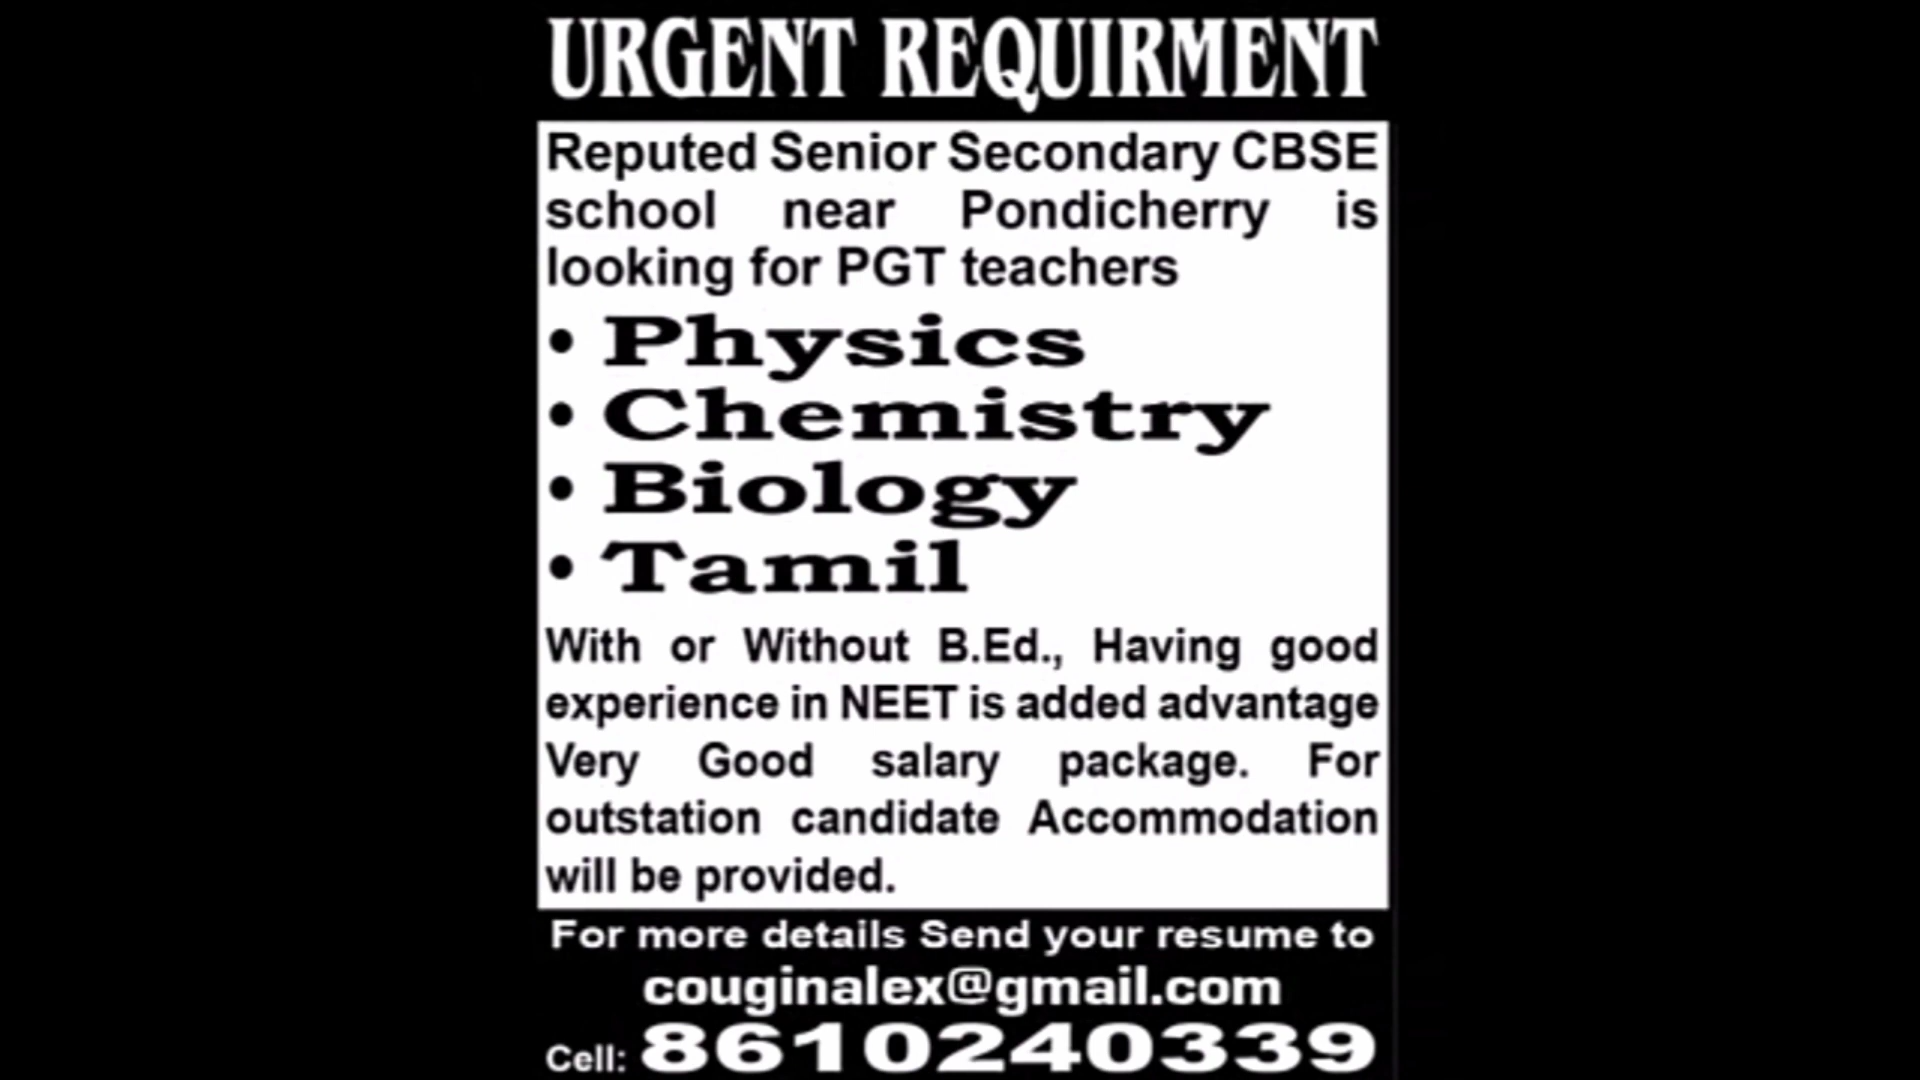 URGENT REQUIRMENT
Reputed Senior Secondary CBSE
school near Pondicherry is
looking for PGT teachers
• Physics
• Chemistry
• Biology
• Tamil
With or Without B.Ed., Having good
experience in NEET is added advantage
Very Good salary package. For
outstation candidate Accommodation
will be provided.
For more details Send your resume to
couginalex@gmail.com
Cell: 8610240339